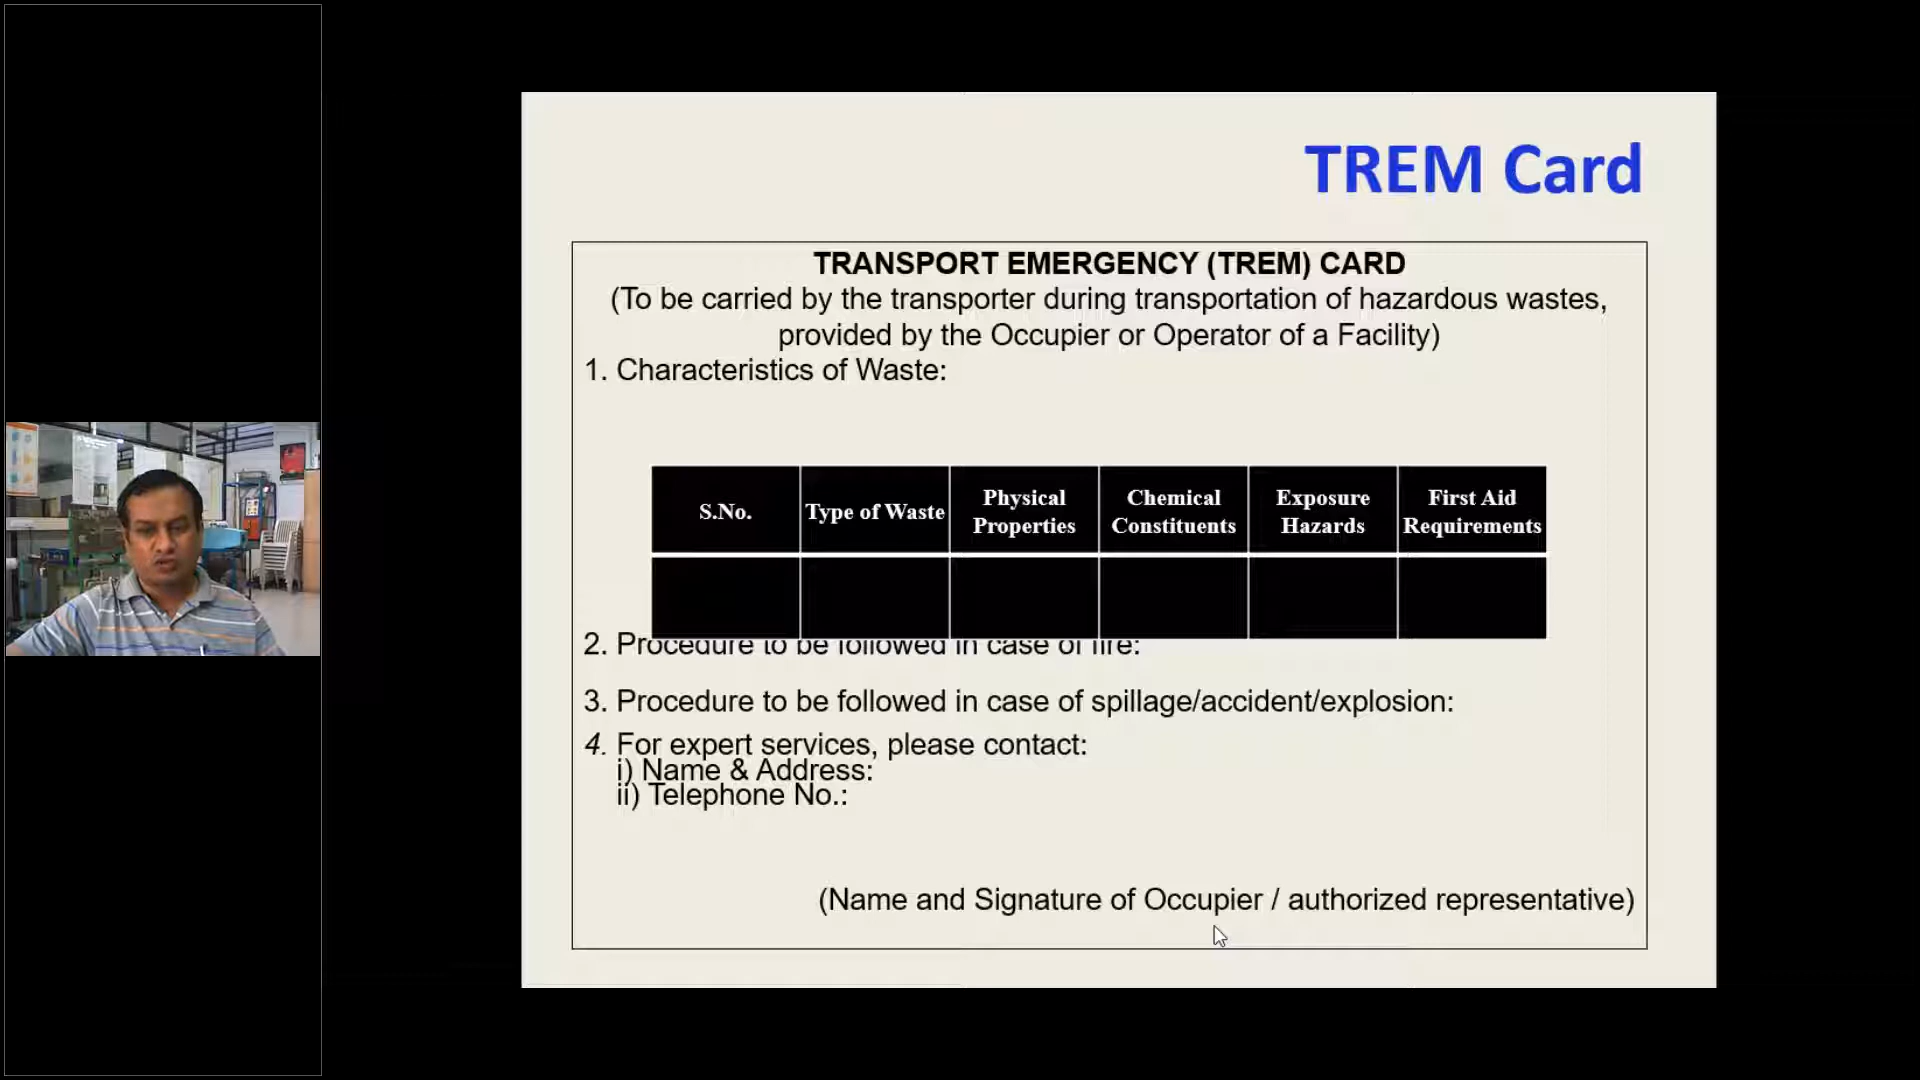 TREM Card
TRANSPORT EMERGENCY (TREM) CARD
(To be carried by the transporter during transportation of hazardous wastes,
provided by the Occupier or Operator of a Facility)
1. Characteristics of Waste:
S.No. Type of Waste Physical Properties Chemical Constituents Exposure Hazards First Aid Requirements
2. Procedure to be followed in case of fire:
3. Procedure to be followed in case of spillage/accident/explosion:
4. For expert services, please contact:
i) Name & Address:
ii) Telephone No.:
(Name and Signature of Occupier / authorized representative)